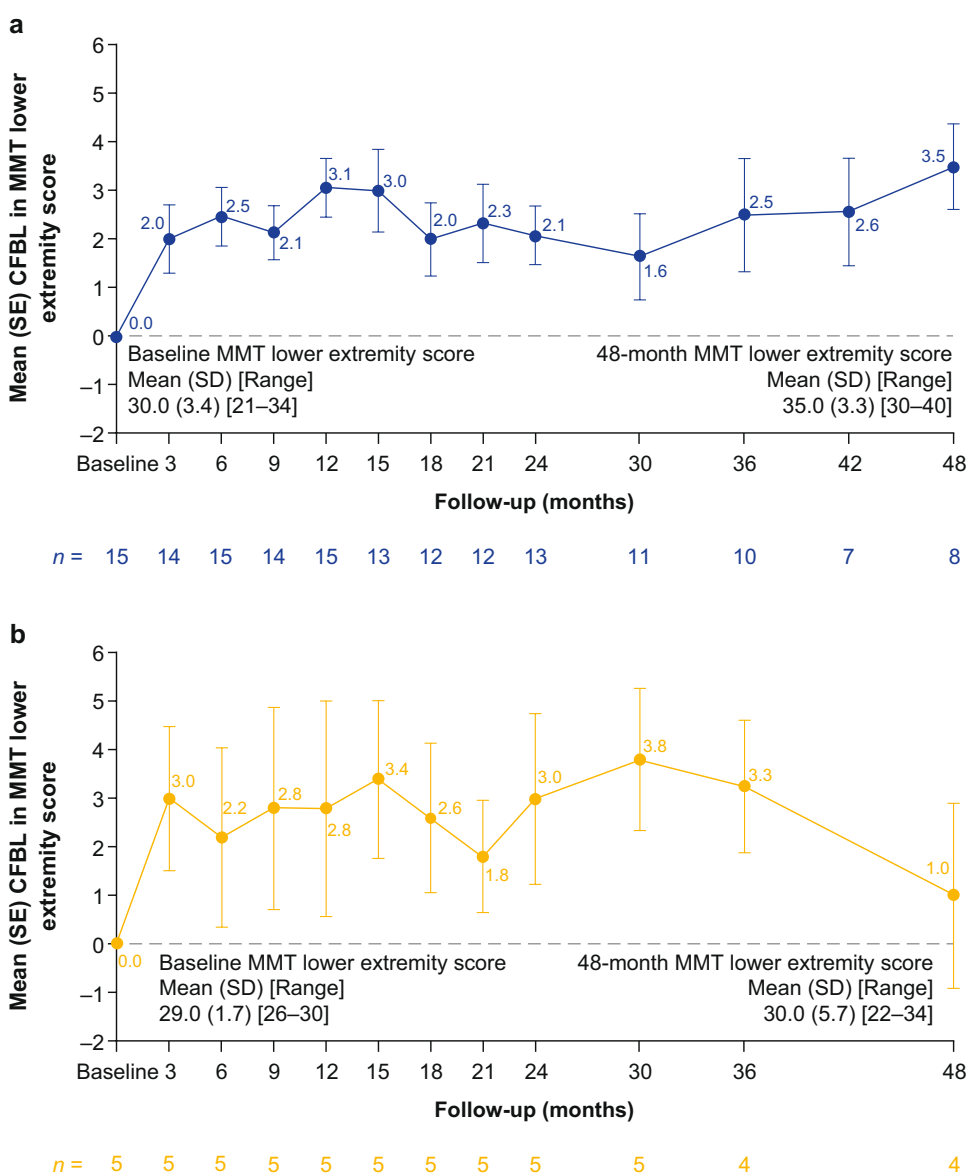 a
Mean (SE) CFBL in MMT lower
extremity score
6
5
4
3
2
1
0
–1
–2
0.0
2.0
2.5
2.1
3.1
3.0
2.0
2.3
2.1
1.6
2.5
2.6
3.5
Baseline MMT lower extremity score
Mean (SD) [Range]
30.0 (3.4) [21–34]
48-month MMT lower extremity score
Mean (SD) [Range]
35.0 (3.3) [30–40]
Baseline 3 6 9 12 15 18 21 24 30 36 42 48
Follow-up (months)
n = 15 14 15 14 15 13 12 12 13 11 10 7 8
b
Mean (SE) CFBL in MMT lower
extremity score
6
5
4
3
2
1
0
–1
–2
0.0
3.0
2.2
2.8
2.8
3.4
2.6
1.8
3.0
3.8
3.3
1.0
Baseline MMT lower extremity score
Mean (SD) [Range]
29.0 (1.7) [26–30]
48-month MMT lower extremity score
Mean (SD) [Range]
30.0 (5.7) [22–34]
Baseline 3 6 9 12 15 18 21 24 30 36 48
Follow-up (months)
n = 5 5 5 5 5 5 5 5 5 5 4 4